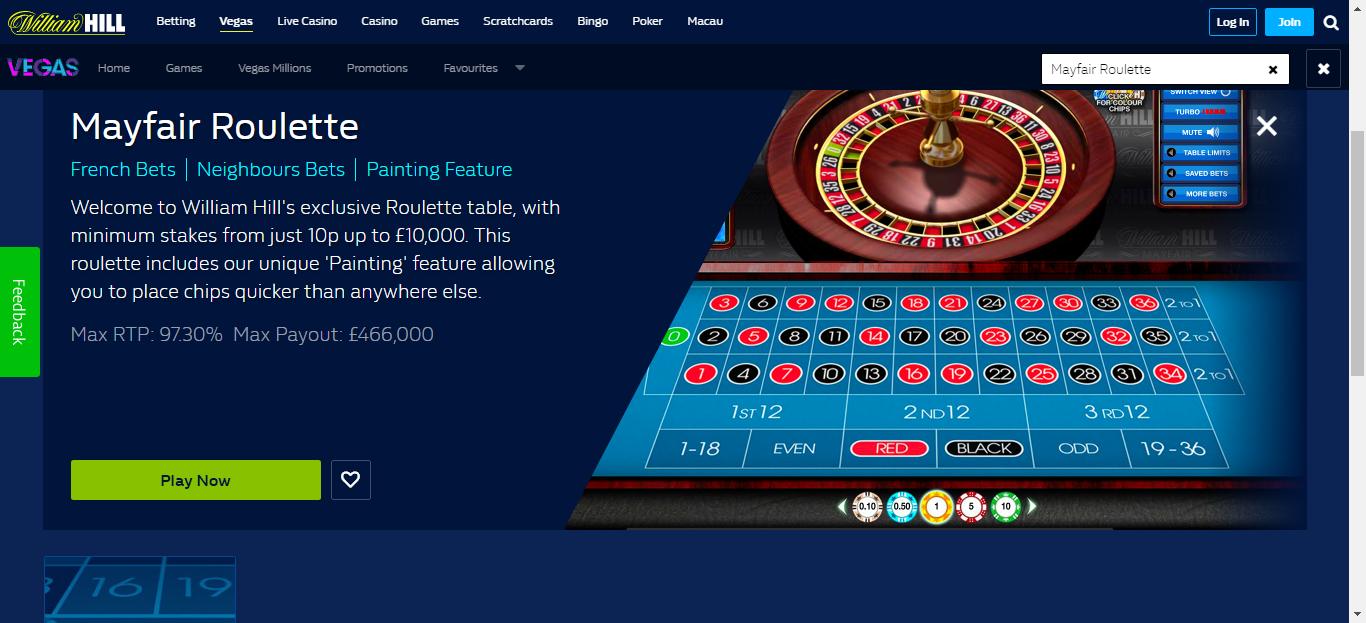 William HILL
Betting Vegas Live Casino Casino Games Scratchcards Bingo Poker Macau Log In Join
VEGAS Home Games Vegas Millions Promotions Favourites Mayfair Roulette
Mayfair Roulette
French Bets | Neighbours Bets | Painting Feature
Welcome to William Hill's exclusive Roulette table, with
minimum stakes from just 10p up to £10,000. This
roulette includes our unique 'Painting' feature allowing
you to place chips quicker than anywhere else.
Max RTP: 97.30% Max Payout: £466,000
Play Now
Feedback
CLICK
FOR COLOUR
CHIPS
SWITCH VIEW
TURBO
MUTE
TABLE LIMITS
SAVED BETS
MORE BETS
3 6 9 12 15 18 21 24 27 30 33 36 2 TO 1
0 2 5 8 11 14 17 20 23 26 29 32 35 2 TO 1
1 4 7 10 13 16 19 22 25 28 31 34 2 TO 1
1ST 12 2ND 12 3RD 12
1-18 EVEN RED BLACK ODD 19-36
0.10 0.50 1 5 10
16 19